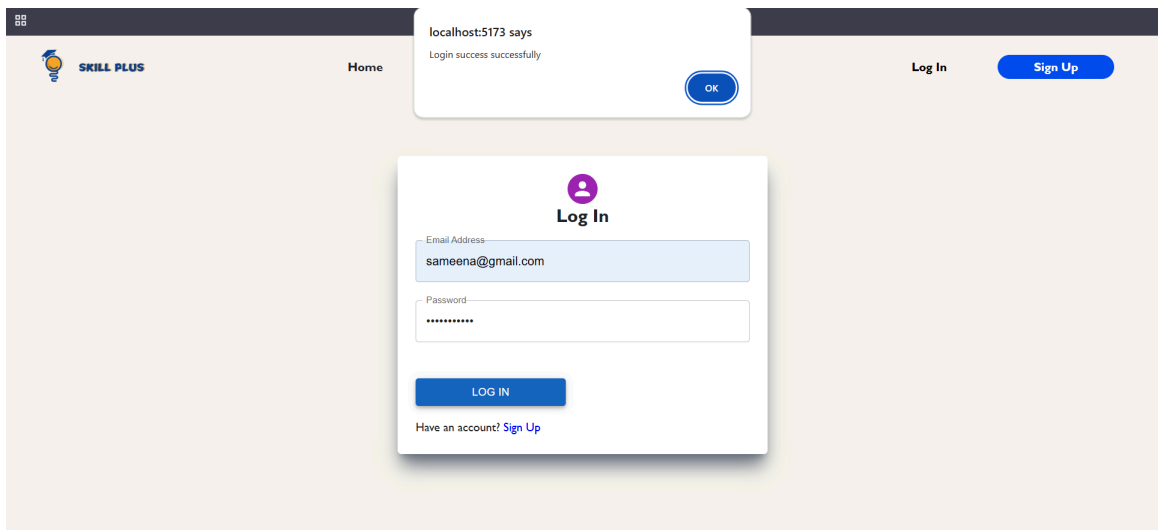 localhost:5173 says
Login success successfully
OK
SKILL PLUS
Home
Log In
Sign Up
Log In
Email Address
sameena@gmail.com
Password
•••••••••••
LOG IN
Have an account? Sign Up